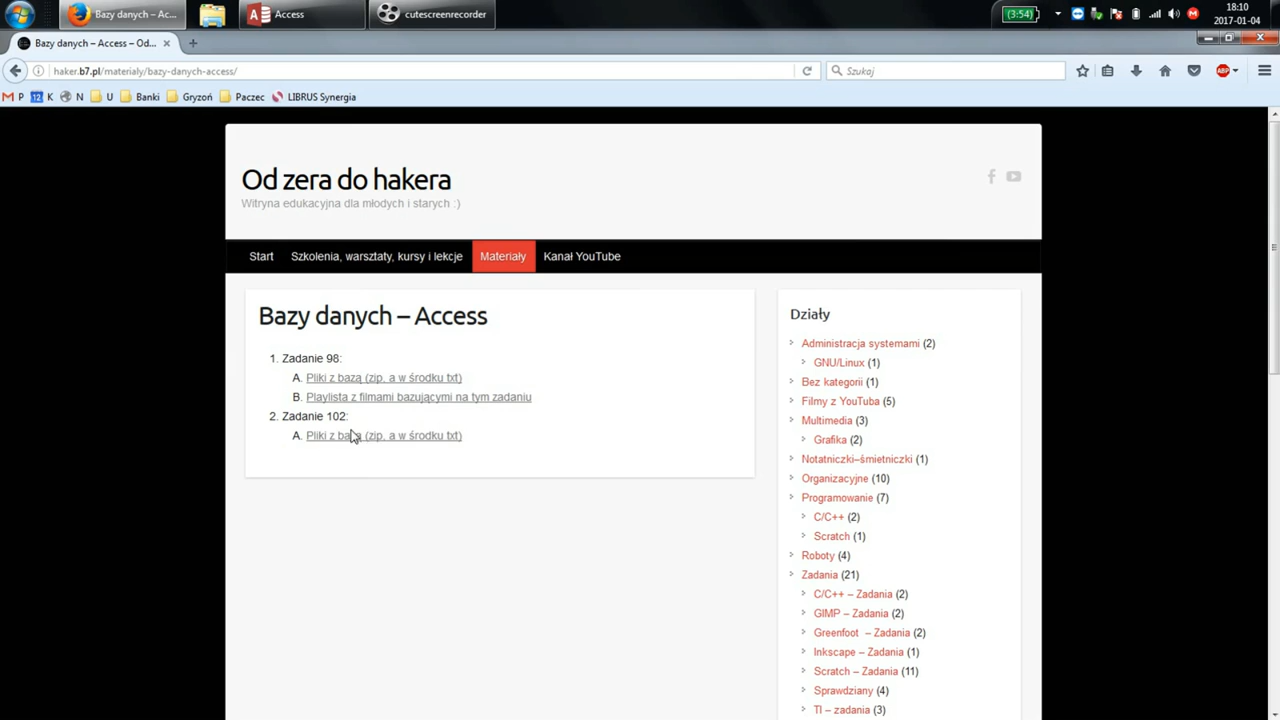 Bazy danych – Ac...
Access
cutescreenrecorder
(3:54)
18:10
2017-01-04
Bazy danych – Access – Od...
haker.b7.pl/materialy/bazy-danych-access/
Szukaj
ABP
P
12 K
N
U
Banki
Gryzoń
Paczec
LIBRUS Synergia
Od zera do hakera
Witryna edukacyjna dla młodych i starych :)
Start
Szkolenia, warsztaty, kursy i lekcje
Materiały
Kanał YouTube
Bazy danych – Access
1. Zadanie 98:
A. Pliki z bazą (zip, a w środku txt)
B. Playlista z filmami bazującymi na tym zadaniu
2. Zadanie 102:
A. Pliki z bazą (zip, a w środku txt)
Działy
Administracja systemami (2)
GNU/Linux (1)
Bez kategorii (1)
Filmy z YouTuba (5)
Multimedia (3)
Grafika (2)
Notatniczki–śmietniczki (1)
Organizacyjne (10)
Programowanie (7)
C/C++ (2)
Scratch (1)
Roboty (4)
Zadania (21)
C/C++ – Zadania (2)
GIMP – Zadania (2)
Greenfoot – Zadania (2)
Inkscape – Zadania (1)
Scratch – Zadania (11)
Sprawdziany (4)
TI – zadania (3)